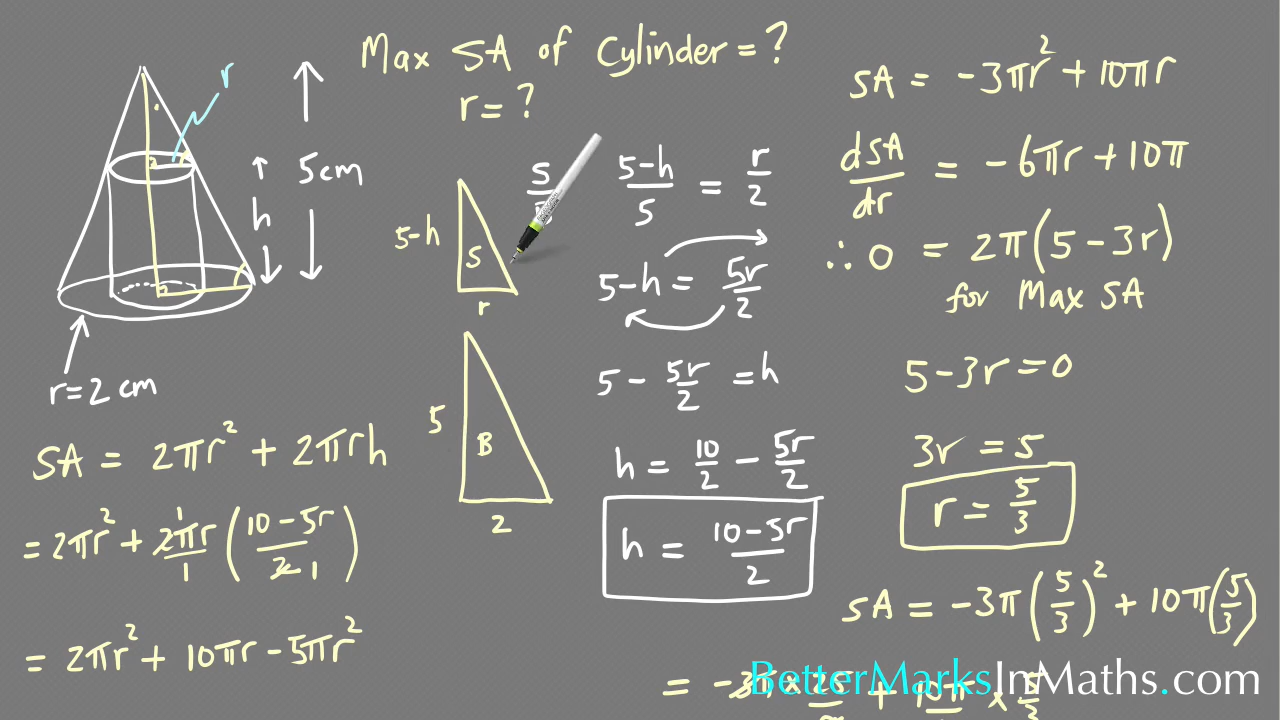 Max SA of Cylinder = ?
r = ?
r
5cm
h
r = 2 cm
5-h
S
r
5
B
2
SA = 2πr² + 2πrh
= 2πr² + 2πr/1 (10-5r/2) 1 1 1
= 2πr² + 10πr - 5πr²
5-h/5 = r/2
5-h = 5r/2
5 - 5r/2 = h
h = 10/2 - 5r/2
h = 10-5r/2
SA = -3πr² + 10πr
dSA/dr = -6πr + 10π
∴ 0 = 2π(5-3r)
for Max SA
5-3r=0
3r = 5
r = 5/3
SA = -3π(5/3)² + 10π(5/3)
BetterMarksInMaths.com